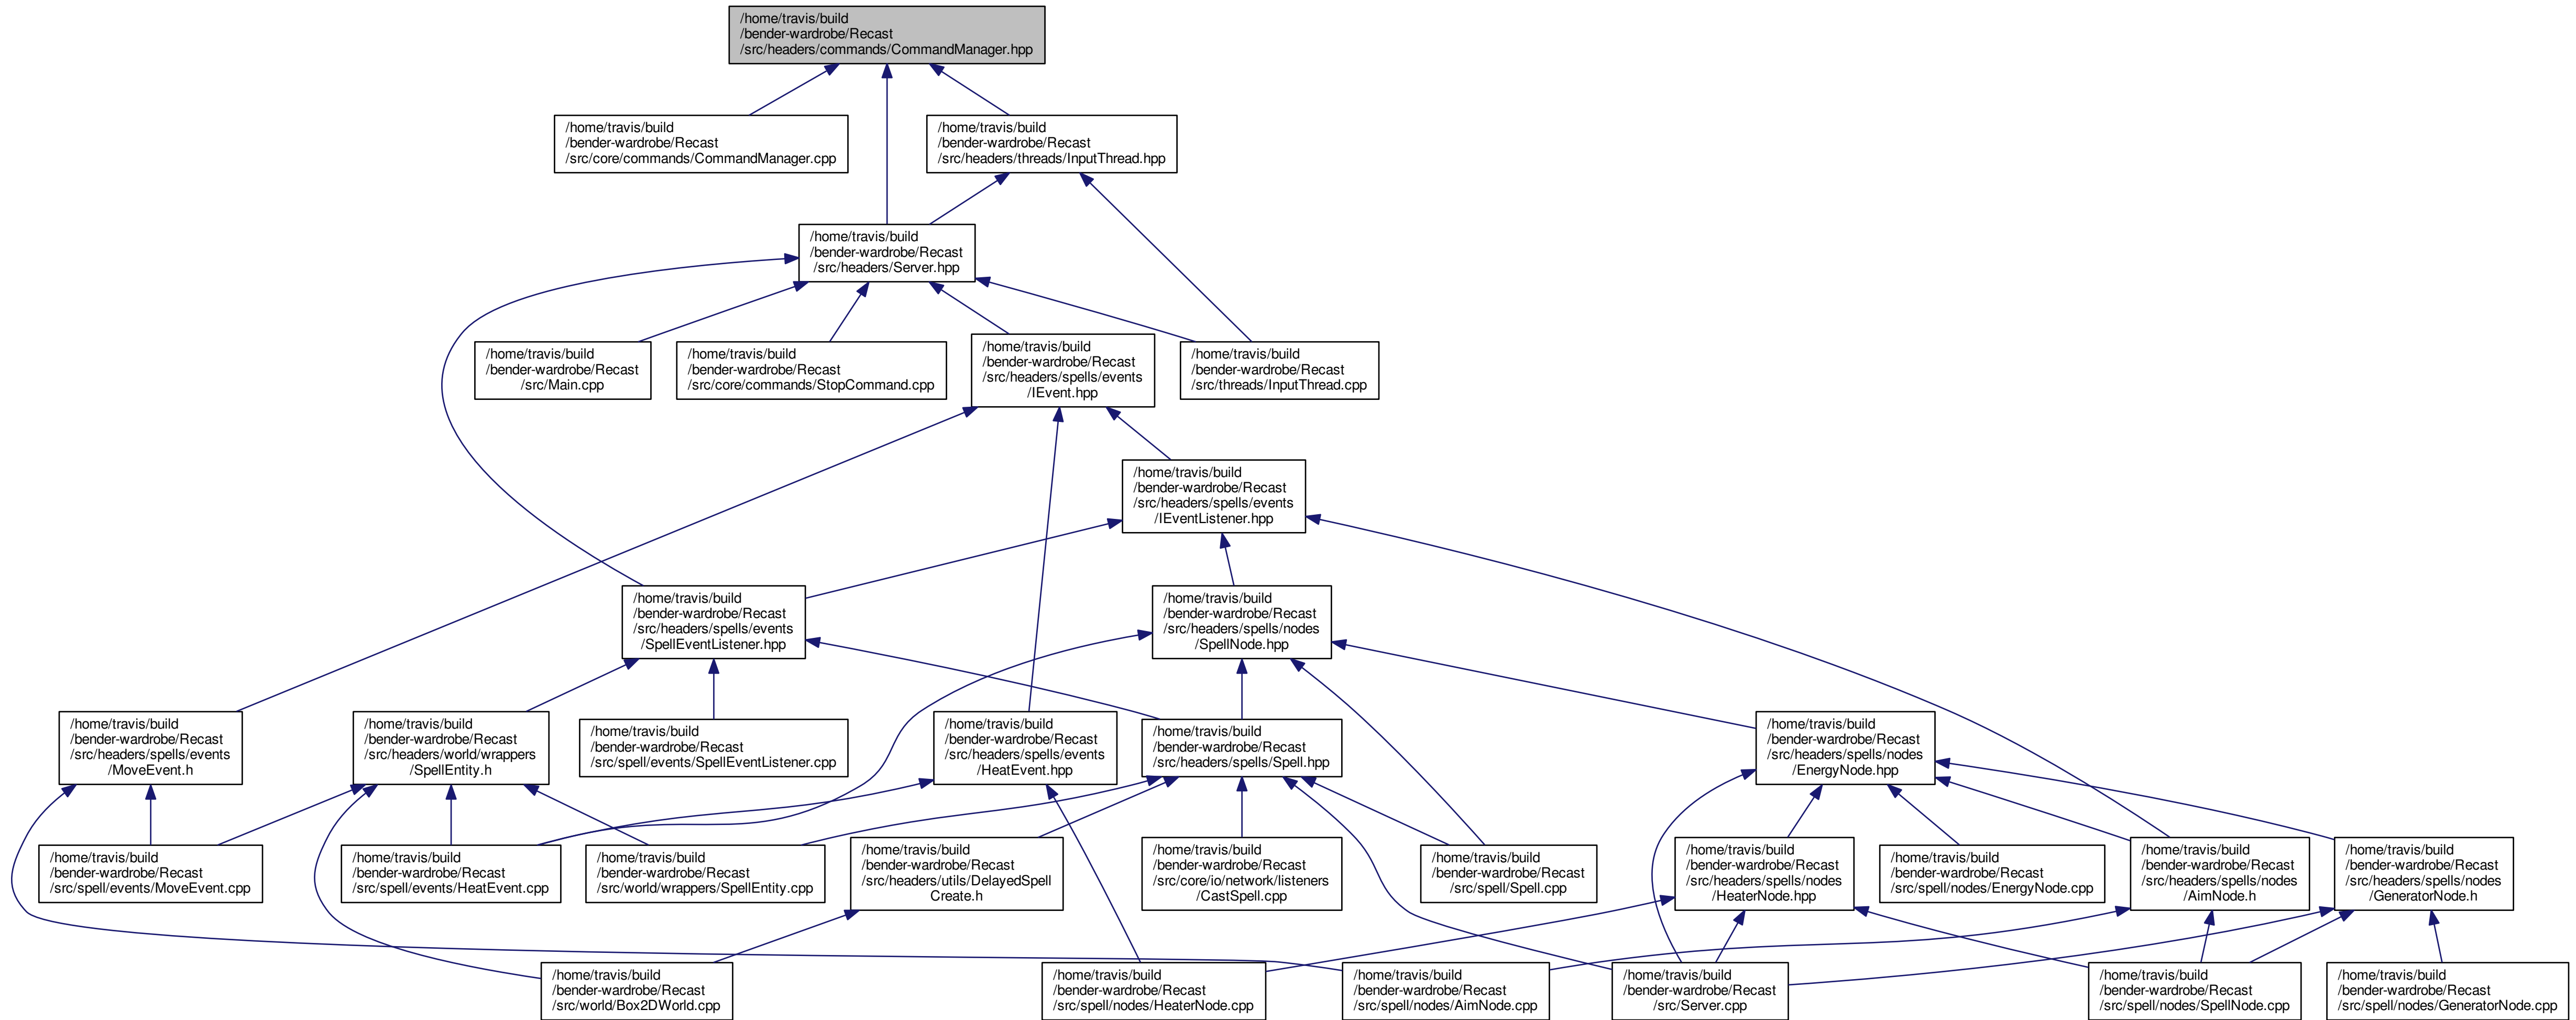 /home/travis/build
/bender-wardrobe/Recast
/src/headers/commands/CommandManager.hpp
/home/travis/build
/bender-wardrobe/Recast
/src/core/commands/CommandManager.cpp
/home/travis/build
/bender-wardrobe/Recast
/src/headers/threads/InputThread.hpp
/home/travis/build
/bender-wardrobe/Recast
/src/headers/Server.hpp
/home/travis/build
/bender-wardrobe/Recast
/src/Main.cpp
/home/travis/build
/bender-wardrobe/Recast
/src/core/commands/StopCommand.cpp
/home/travis/build
/bender-wardrobe/Recast
/src/headers/spells/events
/IEvent.hpp
/home/travis/build
/bender-wardrobe/Recast
/src/threads/InputThread.cpp
/home/travis/build
/bender-wardrobe/Recast
/src/headers/spells/events
/IEventListener.hpp
/home/travis/build
/bender-wardrobe/Recast
/src/headers/spells/events
/SpellEventListener.hpp
/home/travis/build
/bender-wardrobe/Recast
/src/headers/spells/nodes
/SpellNode.hpp
/home/travis/build
/bender-wardrobe/Recast
/src/headers/spells/events
/MoveEvent.h
/home/travis/build
/bender-wardrobe/Recast
/src/headers/world/wrappers
/SpellEntity.h
/home/travis/build
/bender-wardrobe/Recast
/src/spell/events/SpellEventListener.cpp
/home/travis/build
/bender-wardrobe/Recast
/src/headers/spells/events
/HeatEvent.hpp
/home/travis/build
/bender-wardrobe/Recast
/src/headers/spells/Spell.hpp
/home/travis/build
/bender-wardrobe/Recast
/src/headers/spells/nodes
/EnergyNode.hpp
/home/travis/build
/bender-wardrobe/Recast
/src/spell/events/MoveEvent.cpp
/home/travis/build
/bender-wardrobe/Recast
/src/spell/events/HeatEvent.cpp
/home/travis/build
/bender-wardrobe/Recast
/src/world/wrappers/SpellEntity.cpp
/home/travis/build
/bender-wardrobe/Recast
/src/headers/utils/DelayedSpell
Create.h
/home/travis/build
/bender-wardrobe/Recast
/src/core/io/network/listeners
/CastSpell.cpp
/home/travis/build
/bender-wardrobe/Recast
/src/spell/Spell.cpp
/home/travis/build
/bender-wardrobe/Recast
/src/headers/spells/nodes
/HeaterNode.hpp
/home/travis/build
/bender-wardrobe/Recast
/src/spell/nodes/EnergyNode.cpp
/home/travis/build
/bender-wardrobe/Recast
/src/headers/spells/nodes
/AimNode.h
/home/travis/build
/bender-wardrobe/Recast
/src/headers/spells/nodes
/GeneratorNode.h
/home/travis/build
/bender-wardrobe/Recast
/src/world/Box2DWorld.cpp
/home/travis/build
/bender-wardrobe/Recast
/src/spell/nodes/HeaterNode.cpp
/home/travis/build
/bender-wardrobe/Recast
/src/spell/nodes/AimNode.cpp
/home/travis/build
/bender-wardrobe/Recast
/src/Server.cpp
/home/travis/build
/bender-wardrobe/Recast
/src/spell/nodes/SpellNode.cpp
/home/travis/build
/bender-wardrobe/Recast
/src/spell/nodes/GeneratorNode.cpp